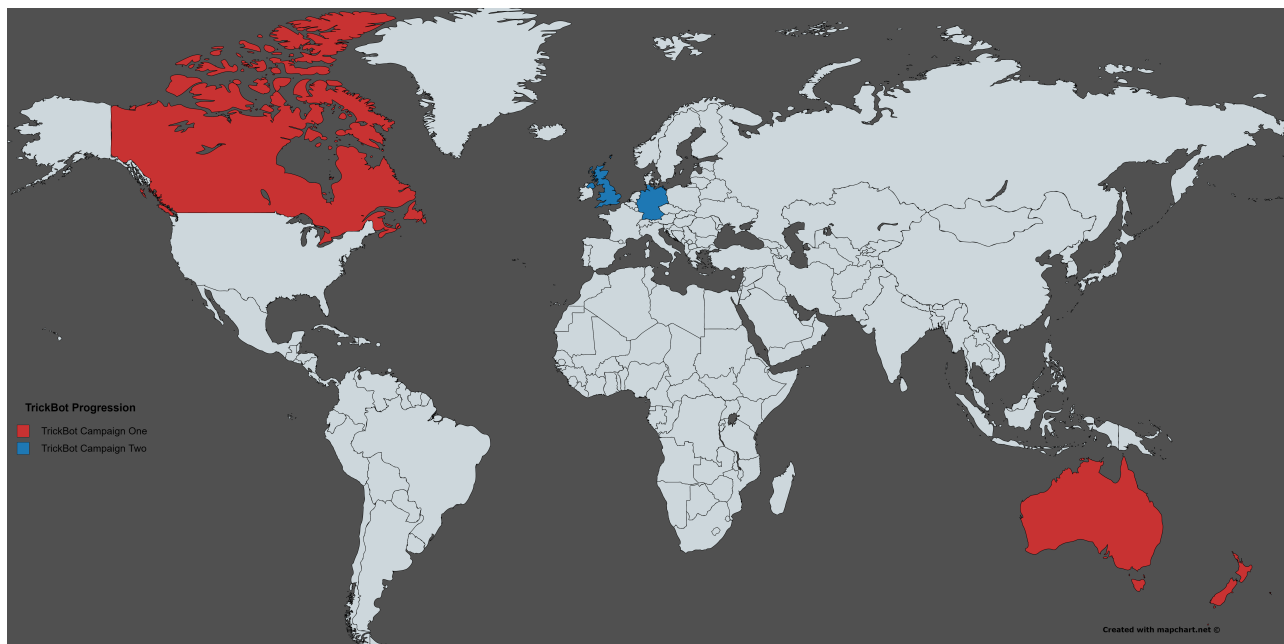 TrickBot Progression
TrickBot Campaign One
TrickBot Campaign Two
Created with mapchart.net ©